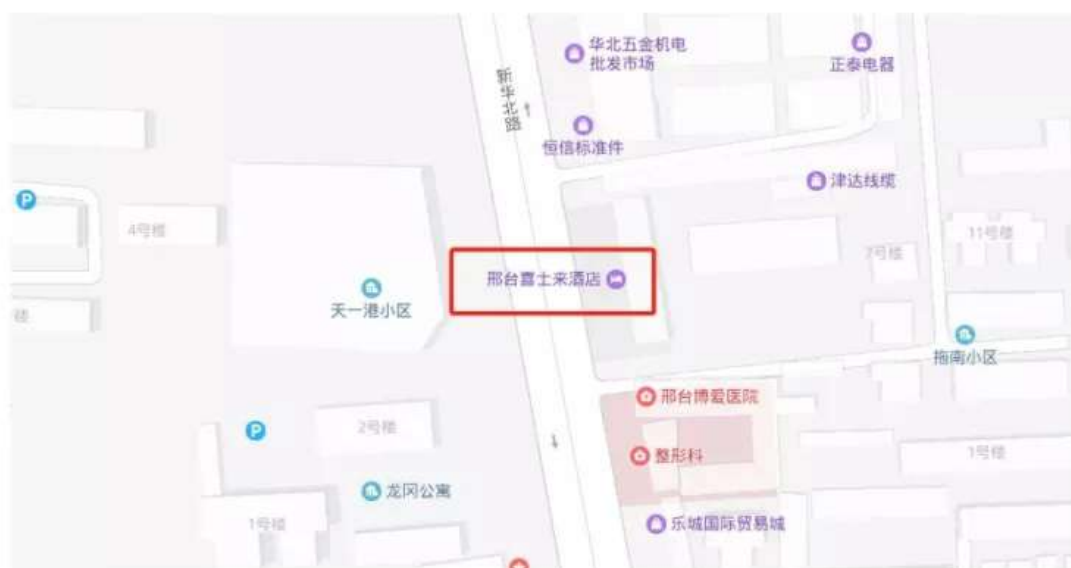 华北五金机电
批发市场
正泰电器
新华北路
恒信标准件
津达线缆
P
4号楼
11号楼
7号楼
邢台喜士来酒店
天一港小区
楼
拖南小区
邢台博爱医院
2号楼
P
整形科
1号楼
龙冈公寓
1号楼
乐城国际贸易城